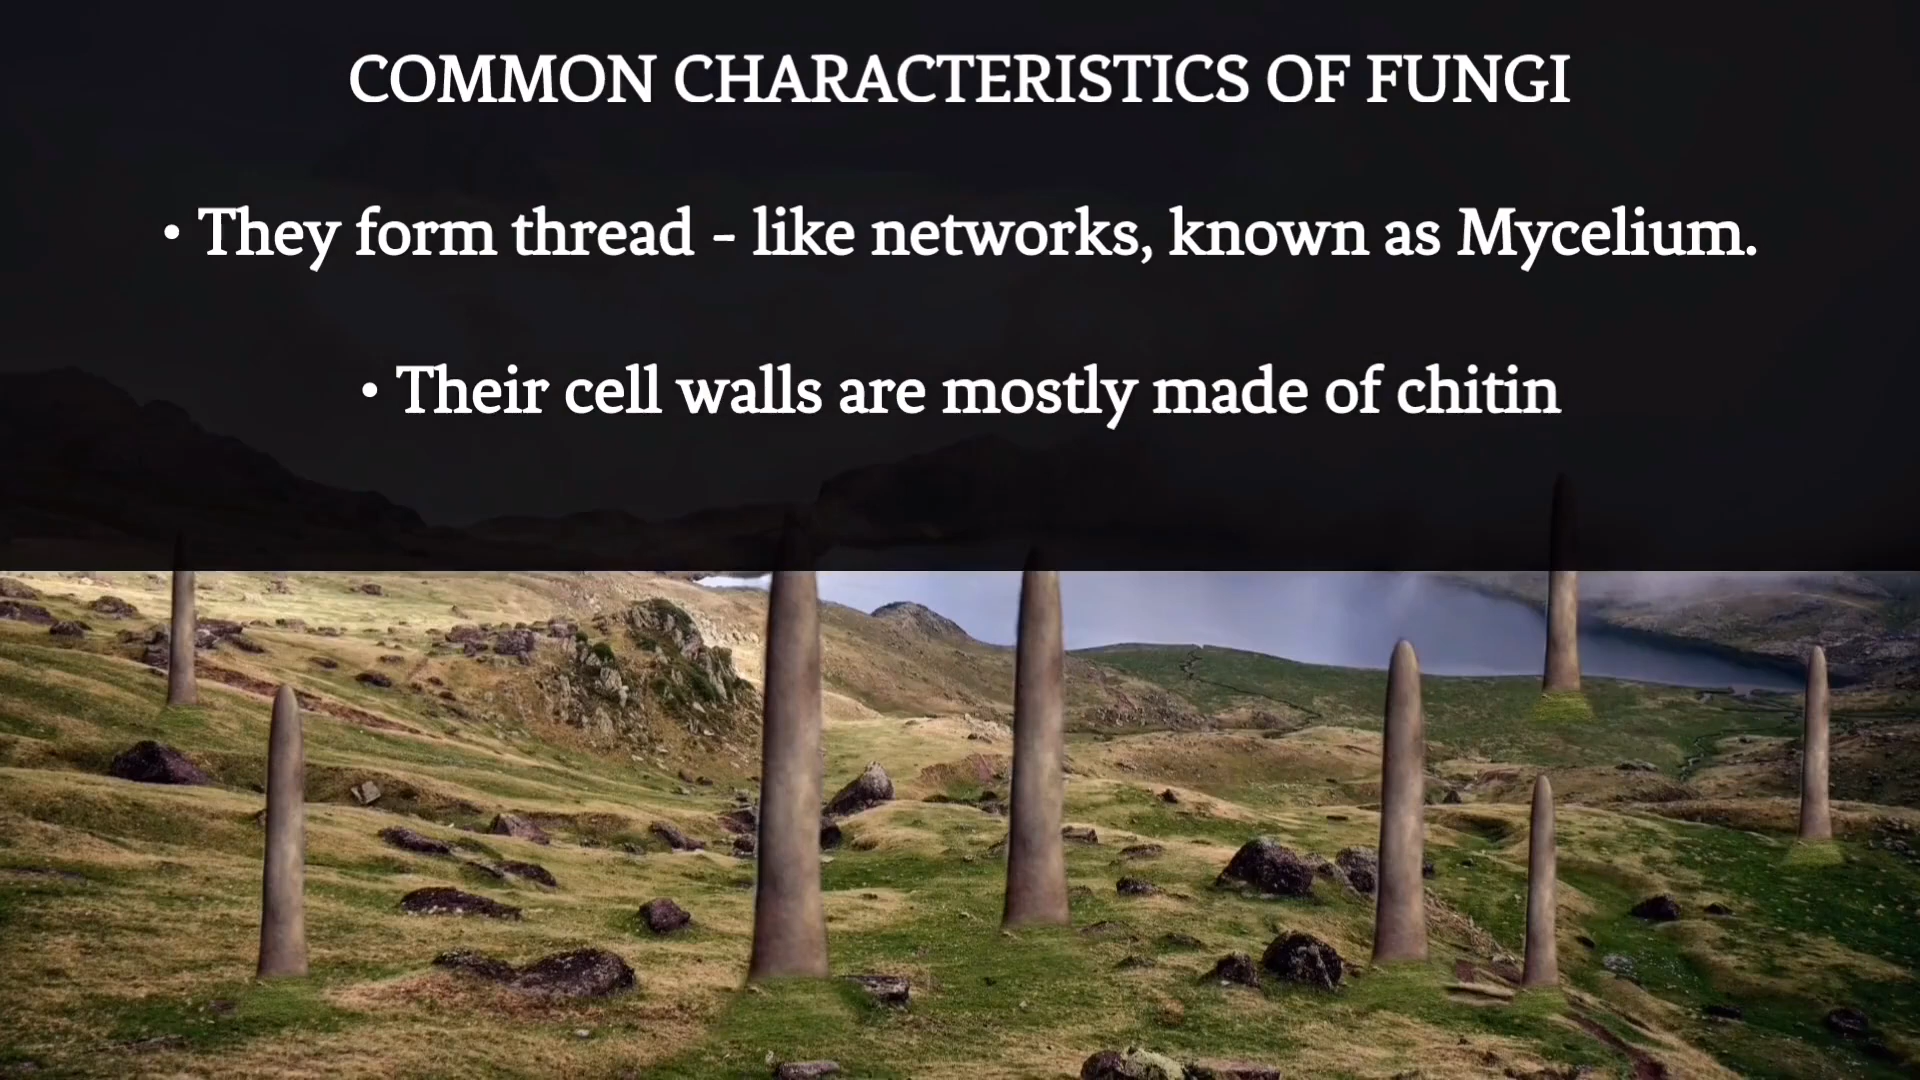 COMMON CHARACTERISTICS OF FUNGI
• They form thread - like networks, known as Mycelium.
• Their cell walls are mostly made of chitin